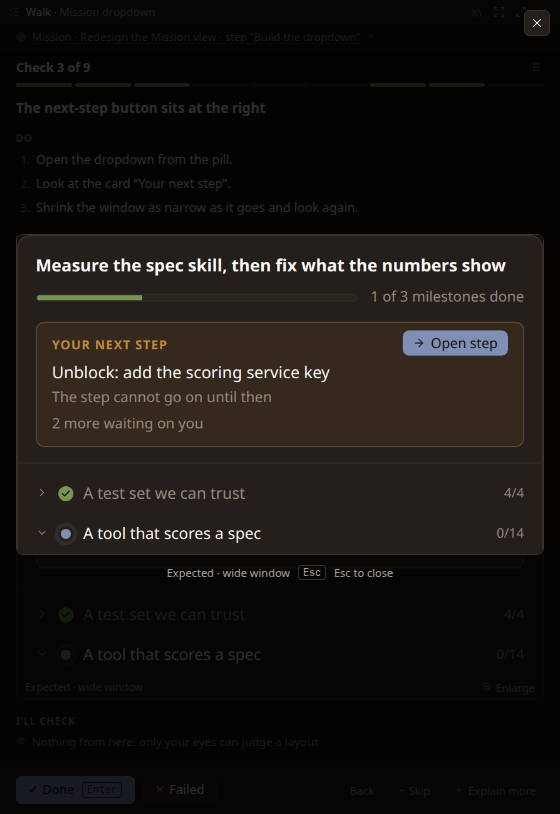 Walk · Mission dropdown
Mission - Redesign the Mission view - step "Build the dropdown"
Check 3 of 9
The next-step button sits at the right
DO
1. Open the dropdown from the pill.
2. Look at the card "Your next step".
3. Shrink the window as narrow as it goes and look again.
Measure the spec skill, then fix what the numbers show
1 of 3 milestones done
YOUR NEXT STEP
Open step
Unblock: add the scoring service key
The step cannot go on until then
2 more waiting on you
A test set we can trust 4/4
A tool that scores a spec 0/14
Expected · wide window Esc Esc to close
A test set we can trust 4/4
A tool that scores a spec 0/14
Expected · wide window Enlarge
I'LL CHECK
Nothing from here: only your eyes can judge a layout
Done Enter Failed Back Skip Explain more